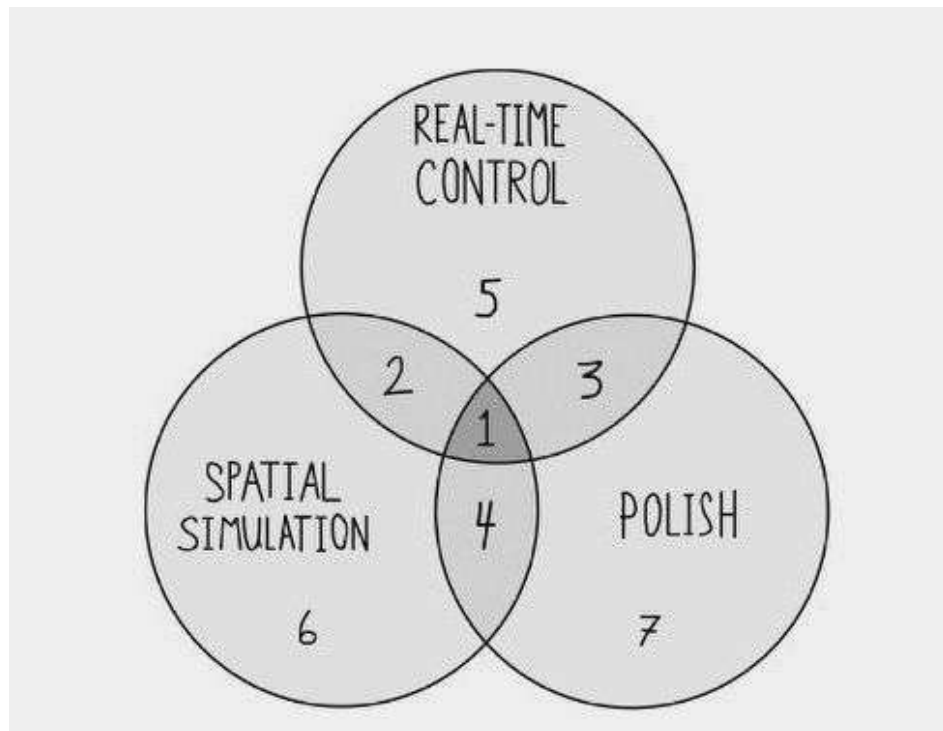 REAL-TIME
CONTROL
5
2
3
1
SPATIAL
SIMULATION
4
POLISH
6
7